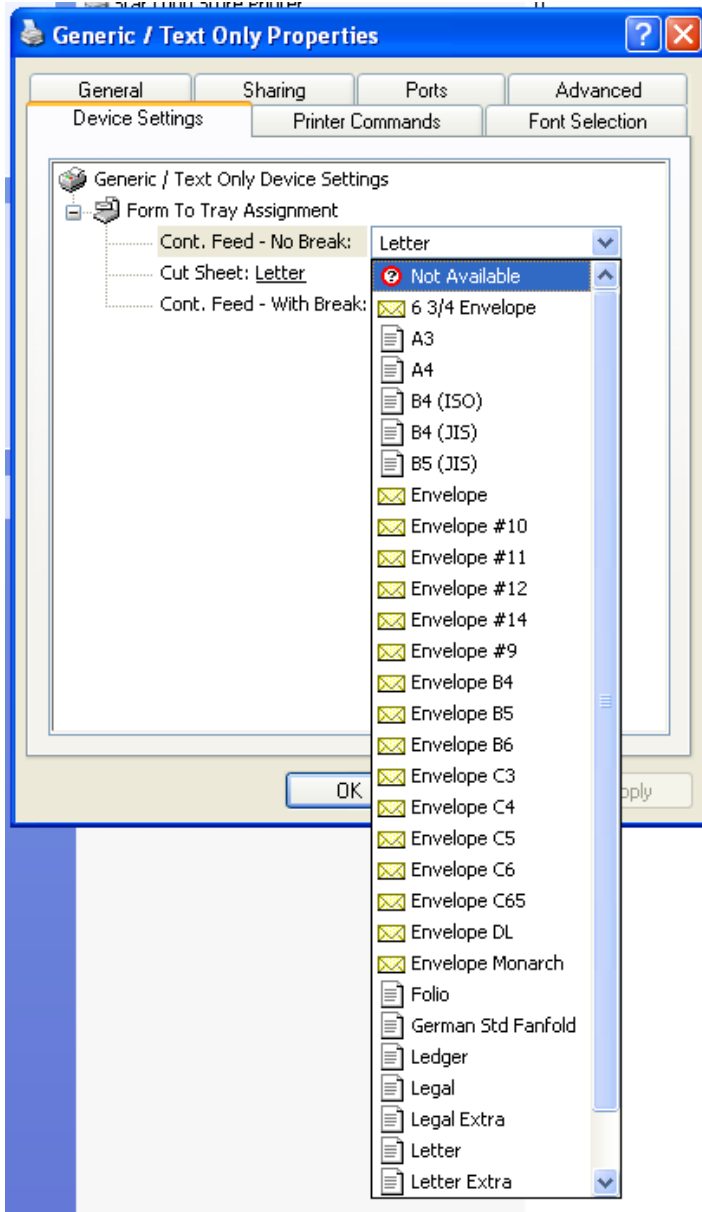 Generic / Text Only Properties
General Sharing Ports Advanced
Device Settings Printer Commands Font Selection
Generic / Text Only Device Settings
Form To Tray Assignment
Cont. Feed - No Break: Letter
Cut Sheet: Letter
Cont. Feed - With Break:
Not Available
6 3/4 Envelope
A3
A4
B4 (ISO)
B4 (JIS)
B5 (JIS)
Envelope
Envelope #10
Envelope #11
Envelope #12
Envelope #14
Envelope #9
Envelope B4
Envelope B5
Envelope B6
Envelope C3
Envelope C4
Envelope C5
Envelope C6
Envelope C65
Envelope DL
Envelope Monarch
Folio
German Std Fanfold
Ledger
Legal
Legal Extra
Letter
Letter Extra
OK